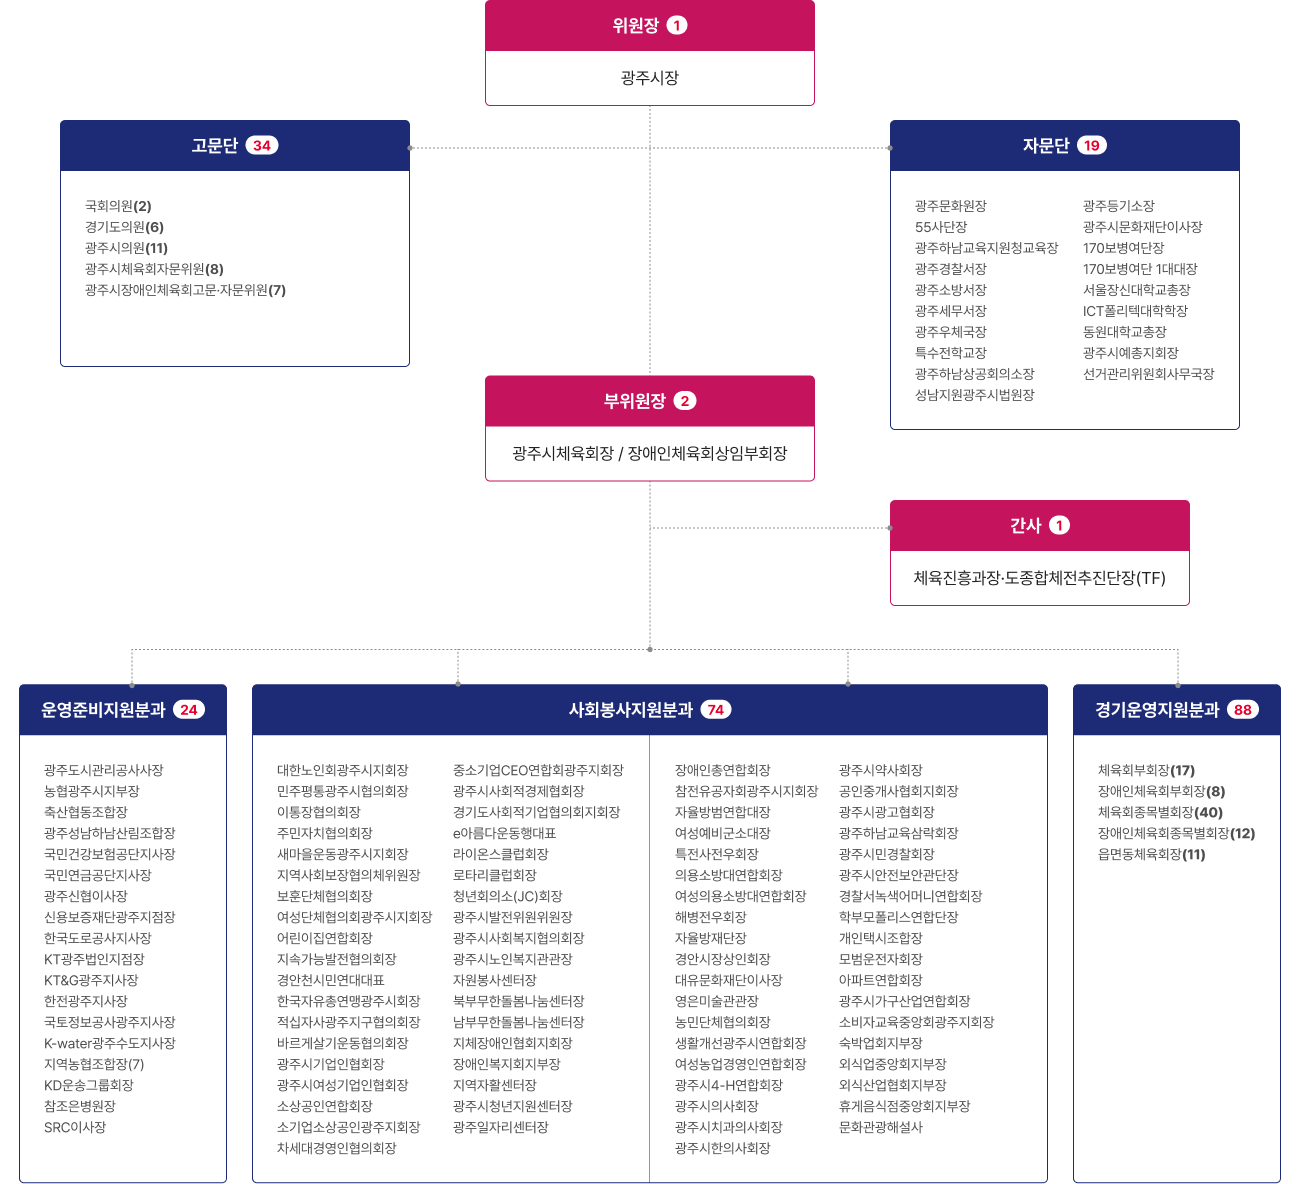 위원장 1
광주시장
고문단 34
국회의원(2)
경기도의원(6)
광주시의원(11)
광주시체육회자문위원(8)
광주시장애인체육회고문·자문위원(7)
자문단 19
광주문화원장
55사단장
광주하남교육지원청교육장
광주경찰서장
광주소방서장
광주세무서장
광주우체국장
특수전학교장
광주하남상공회의소장
성남지원광주시법원장
광주등기소장
광주시문화재단이사장
170보병여단장
170보병여단 1대대장
서울장신대학교총장
ICT폴리텍대학학장
동원대학교총장
광주시예총지회장
선거관리위원회사무국장
부위원장 2
광주시체육회장 / 장애인체육회상임부회장
간사 1
체육진흥과장·도종합체전추진단장(TF)
운영준비지원분과 24
광주도시관리공사사장
농협광주시지부장
축산협동조합장
광주성남하남산림조합장
국민건강보험공단지사장
국민연금공단지사장
광주신협이사장
신용보증재단광주지점장
한국도로공사지사장
KT광주법인지점장
KT&G광주지사장
한전광주지사장
국토정보공사광주지사장
K-water광주수도지사장
지역농협조합장(7)
KD운송그룹회장
참조은병원장
SRC이사장
사회봉사지원분과 74
대한노인회광주시지회장
민주평통광주시협의회장
이통장협의회장
주민자치협의회장
새마을운동광주시지회장
지역사회보장협의체위원장
보훈단체협의회장
여성단체협의회광주시지회장
어린이집연합회장
지속가능발전협의회장
경안천시민연대대표
한국자유총연맹광주시회장
적십자사광주지구협의회장
바르게살기운동협의회장
광주시기업인협회장
광주시여성기업인협회장
소상공인연합회장
소기업소상공인광주지회장
차세대경영인협의회장
중소기업CEO연합회광주지회장
광주시사회적경제협회장
경기도사회적기업협의회지회장
e아름다운동행대표
라이온스클럽회장
로타리클럽회장
청년회의소(JC)회장
광주시발전위원위원장
광주시사회복지협의회장
광주시노인복지관관장
자원봉사센터장
북부무한돌봄나눔센터장
남부무한돌봄나눔센터장
지체장애인협회지회장
장애인복지회지부장
지역자활센터장
광주시청년지원센터장
광주일자리센터장
장애인총연합회장
참전유공자회광주시지회장
자율방범연합대장
여성예비군소대장
특전사전우회장
의용소방대연합회장
여성의용소방대연합회장
해병전우회장
자율방재단장
경안시장상인회장
대유문화재단이사장
영은미술관관장
농민단체협의회장
생활개선광주시연합회장
여성농업경영인연합회장
광주시4-H연합회장
광주시의사회장
광주시치과의사회장
광주시한의사회장
광주시약사회장
공인중개사협회지회장
광주시광고협회장
광주하남교육삼락회장
광주시민경찰회장
광주시안전보안관단장
경찰서녹색어머니연합회장
학부모폴리스연합단장
개인택시조합장
모범운전자회장
아파트연합회장
광주시가구산업연합회장
소비자교육중앙회광주지회장
숙박업회지부장
외식업중앙회지부장
외식산업협회지부장
휴게음식점중앙회지부장
문화관광해설사
경기운영지원분과 88
체육회부회장(17)
장애인체육회부회장(8)
체육회종목별회장(40)
장애인체육회종목별회장(12)
읍면동체육회장(11)